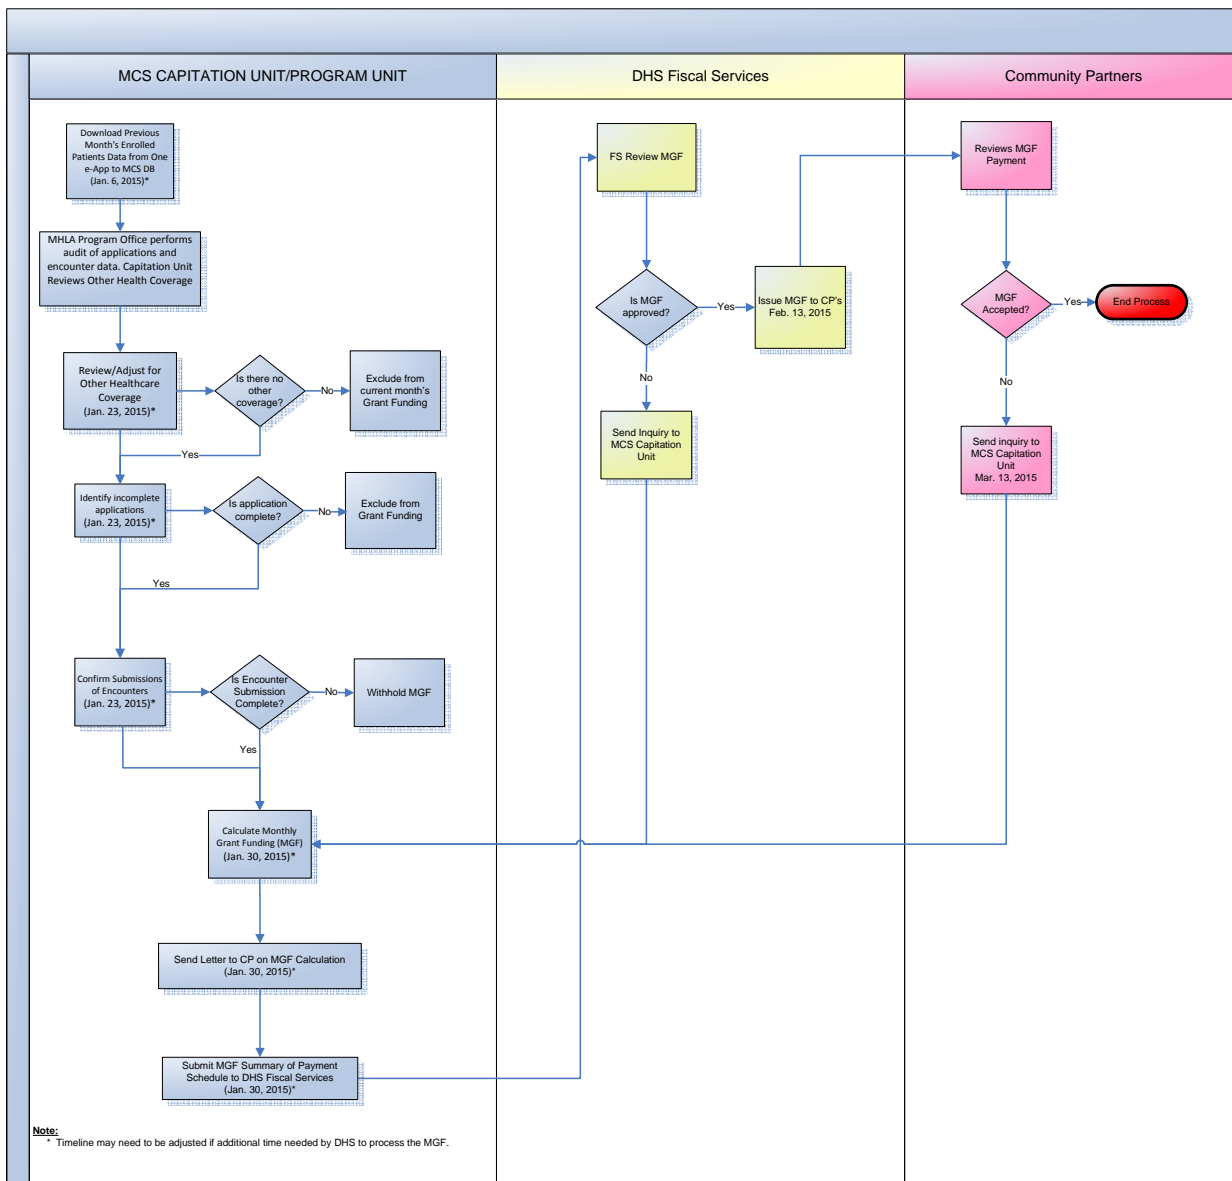 MCS CAPITATION UNIT/PROGRAM UNIT
DHS Fiscal Services
Community Partners
Download Previous
Month's Enrolled
Patients Data from One
e-App to MCS DB
(Jan. 6, 2015)*
MHLA Program Office performs
audit of applications and
encounter data. Capitation Unit
Reviews Other Health Coverage
Review/Adjust for
Other Healthcare
Coverage
(Jan. 23, 2015)*
Is there no
other
coverage?
No
Exclude from
current month's
Grant Funding
Yes
Identify incomplete
applications
(Jan. 23, 2015)*
Is application
complete?
No
Exclude from
Grant Funding
Yes
Confirm Submissions
of Encounters
(Jan. 23, 2015)*
Is Encounter
Submission
Complete?
No
Withhold MGF
Yes
Calculate Monthly
Grant Funding (MGF)
(Jan. 30, 2015)*
Send Letter to CP on MGF Calculation
(Jan. 30, 2015)*
Submit MGF Summary of Payment
Schedule to DHS Fiscal Services
(Jan. 30, 2015)*
FS Review MGF
Is MGF
approved?
Yes
Issue MGF to CP's
Feb. 13, 2015
No
Send Inquiry to
MCS Capitation
Unit
Reviews MGF
Payment
MGF
Accepted?
Yes
End Process
No
Send inquiry to
MCS Capitation
Unit
Mar. 13, 2015
Note:
* Timeline may need to be adjusted if additional time needed by DHS to process the MGF.